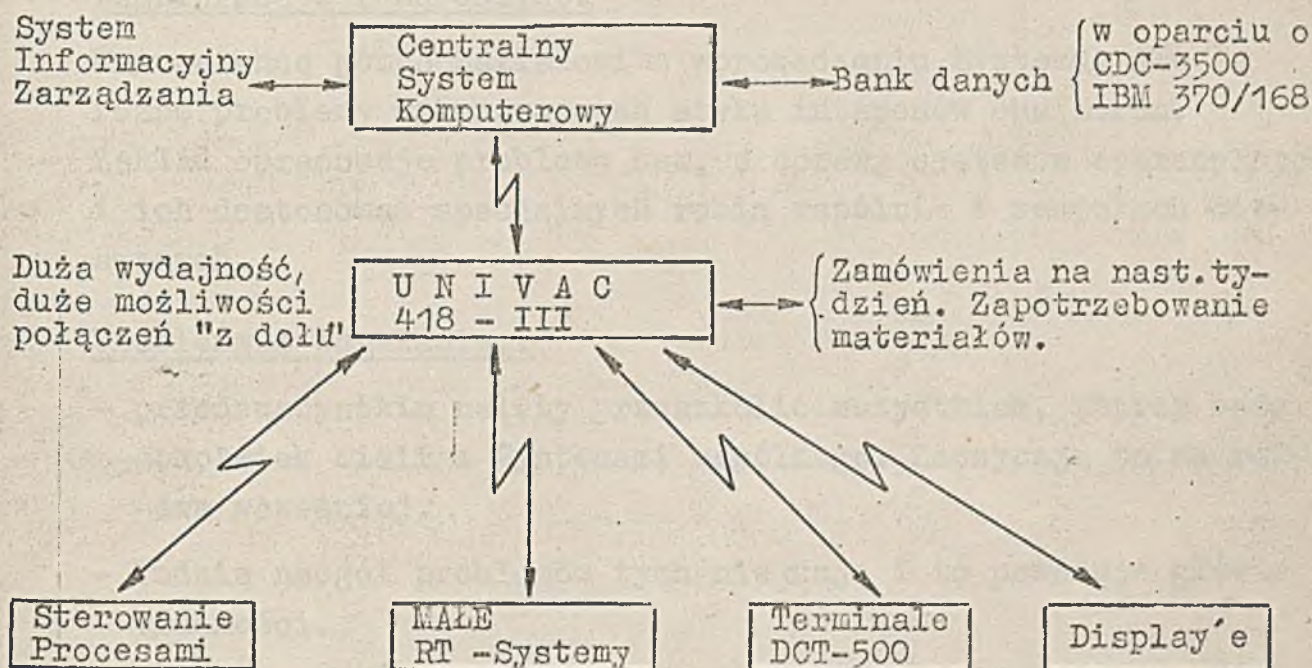 System
Informacyjny
Zarządzania
Centralny
System
Komputerowy
Bank danych
w oparciu o
CDC-3500
IBM 370/168
Duża wydajność,
duże możliwości
połączeń "z dołu"
U N I V A C
418 - III
Zamówienia na nast.ty-
dzień. Zapotrzebowanie
materiałów.
Sterowanie
Procesami
MAŁE
RT -Systemy
Terminale
DCT-500
Display´e